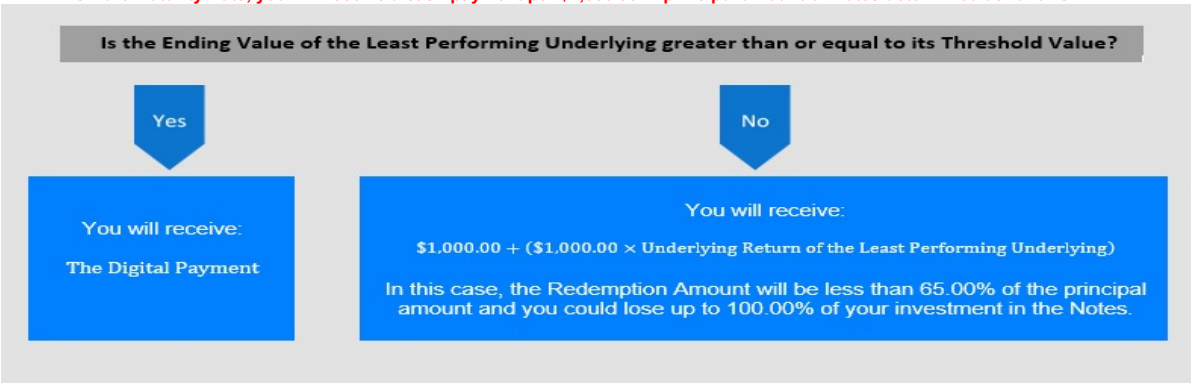 Is the Ending Value of the Least Performing Underlying greater than or equal to its Threshold Value?
Yes
No
You will receive:
The Digital Payment
You will receive:
$1,000.00 + ($1,000.00 × Underlying Return of the Least Performing Underlying)
In this case, the Redemption Amount will be less than 65.00% of the principal
amount and you could lose up to 100.00% of your investment in the Notes.